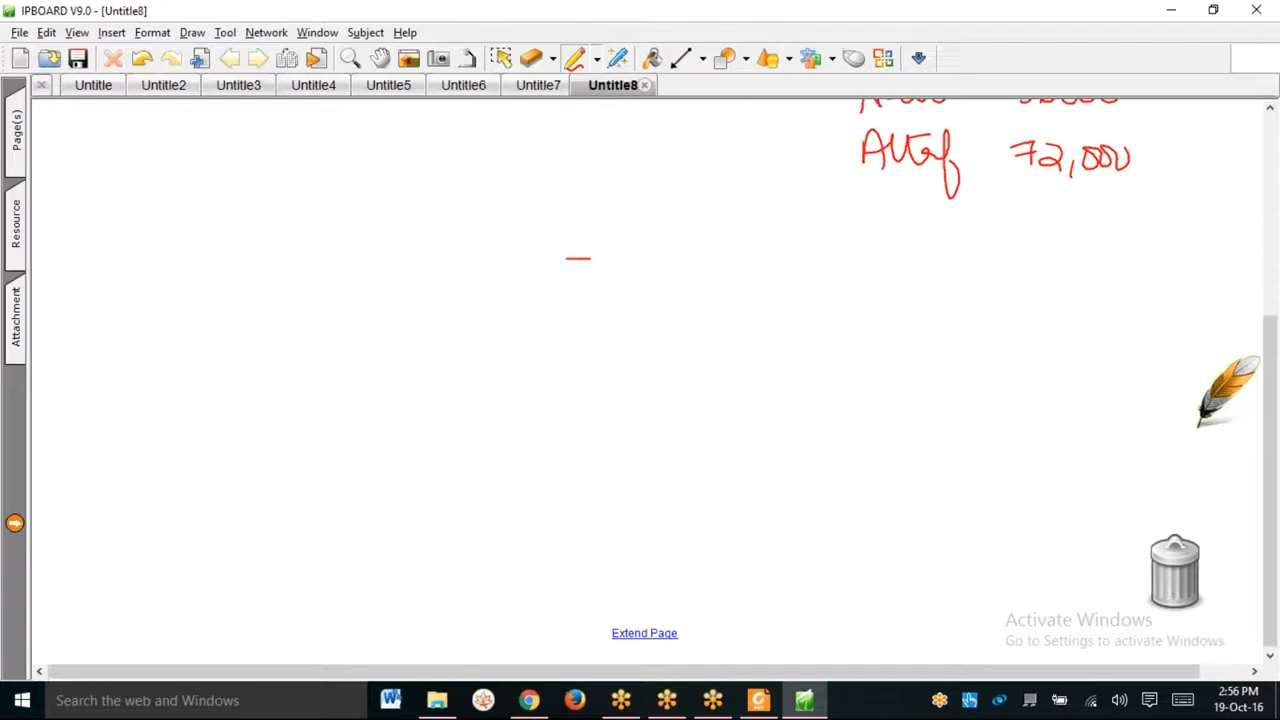 IPBOARD V9.0 - [Untitle8]
File Edit View Insert Format Draw Tool Network Window Subject Help
Untitle Untitle2 Untitle3 Untitle4 Untitle5 Untitle6 Untitle7 Untitle8
Page(s)
Resource
Attachment
Altaf 72,000
Extend Page
Activate Windows
Go to Settings to activate Windows.
Search the web and Windows
2:56 PM
19-Oct-16